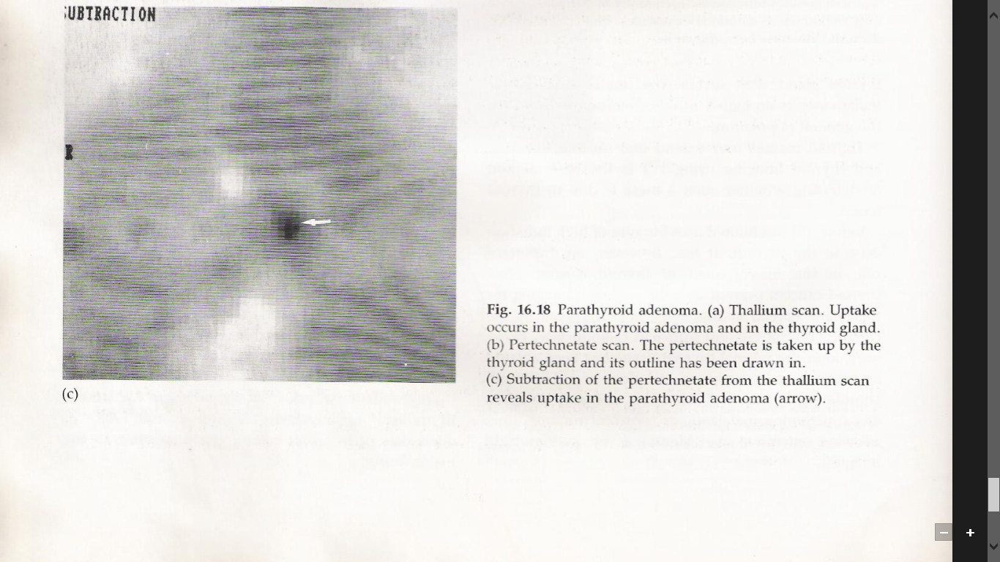 SUBTRACTION
R
(c)
Fig. 16.18 Parathyroid adenoma. (a) Thallium scan. Uptake
occurs in the parathyroid adenoma and in the thyroid gland.
(b) Pertechnetate scan. The pertechnetate is taken up by the
thyroid gland and its outline has been drawn in.
(c) Subtraction of the pertechnetate from the thallium scan
reveals uptake in the parathyroid adenoma (arrow).